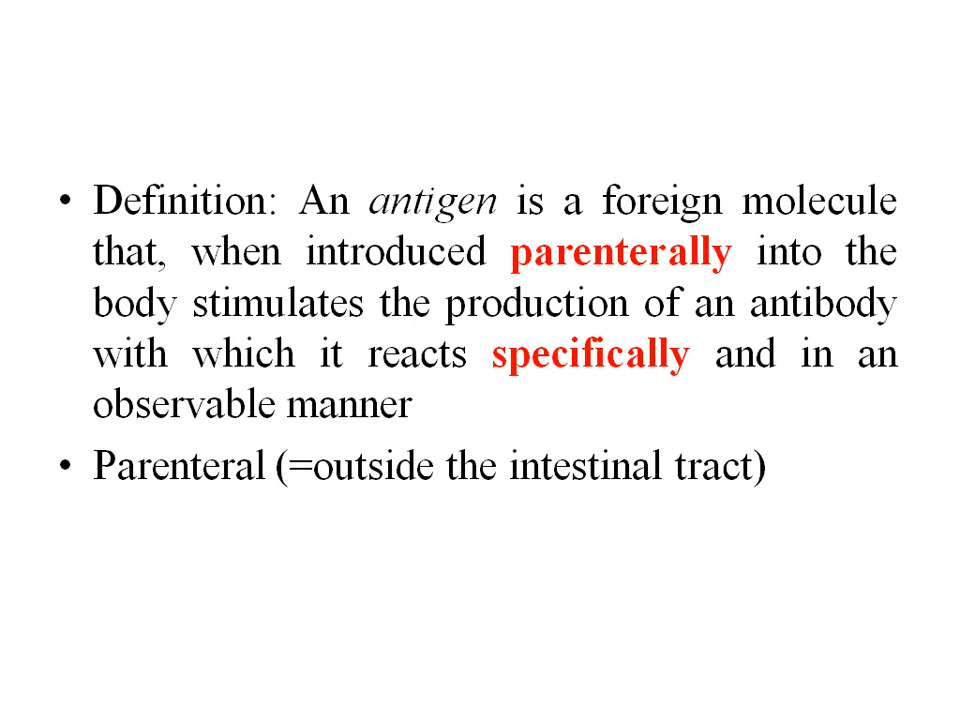 • Definition: An antigen is a foreign molecule
that, when introduced parenterally into the
body stimulates the production of an antibody
with which it reacts specifically and in an
observable manner
• Parenteral (=outside the intestinal tract)